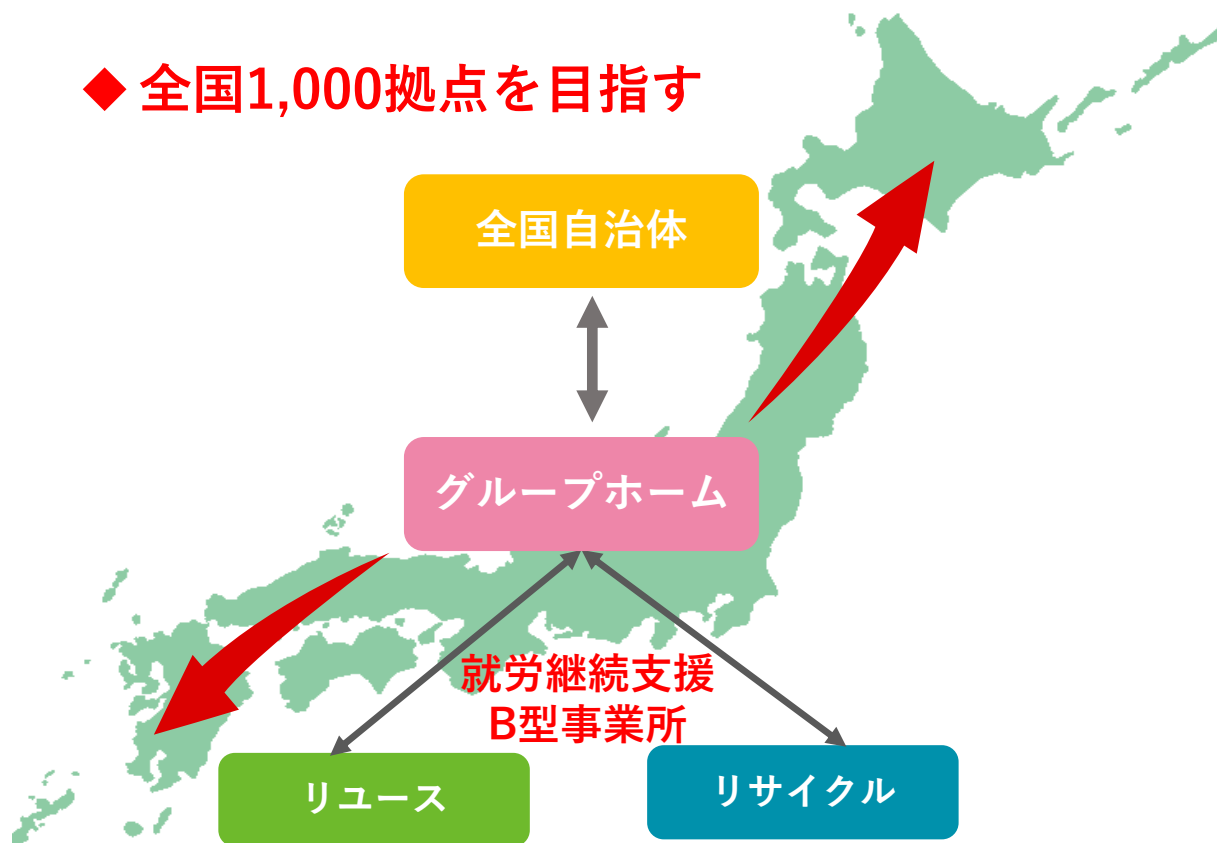 ◆ 全国1,000拠点を目指す
全国自治体
グループホーム
就労継続支援
B型事業所
リユース
リサイクル